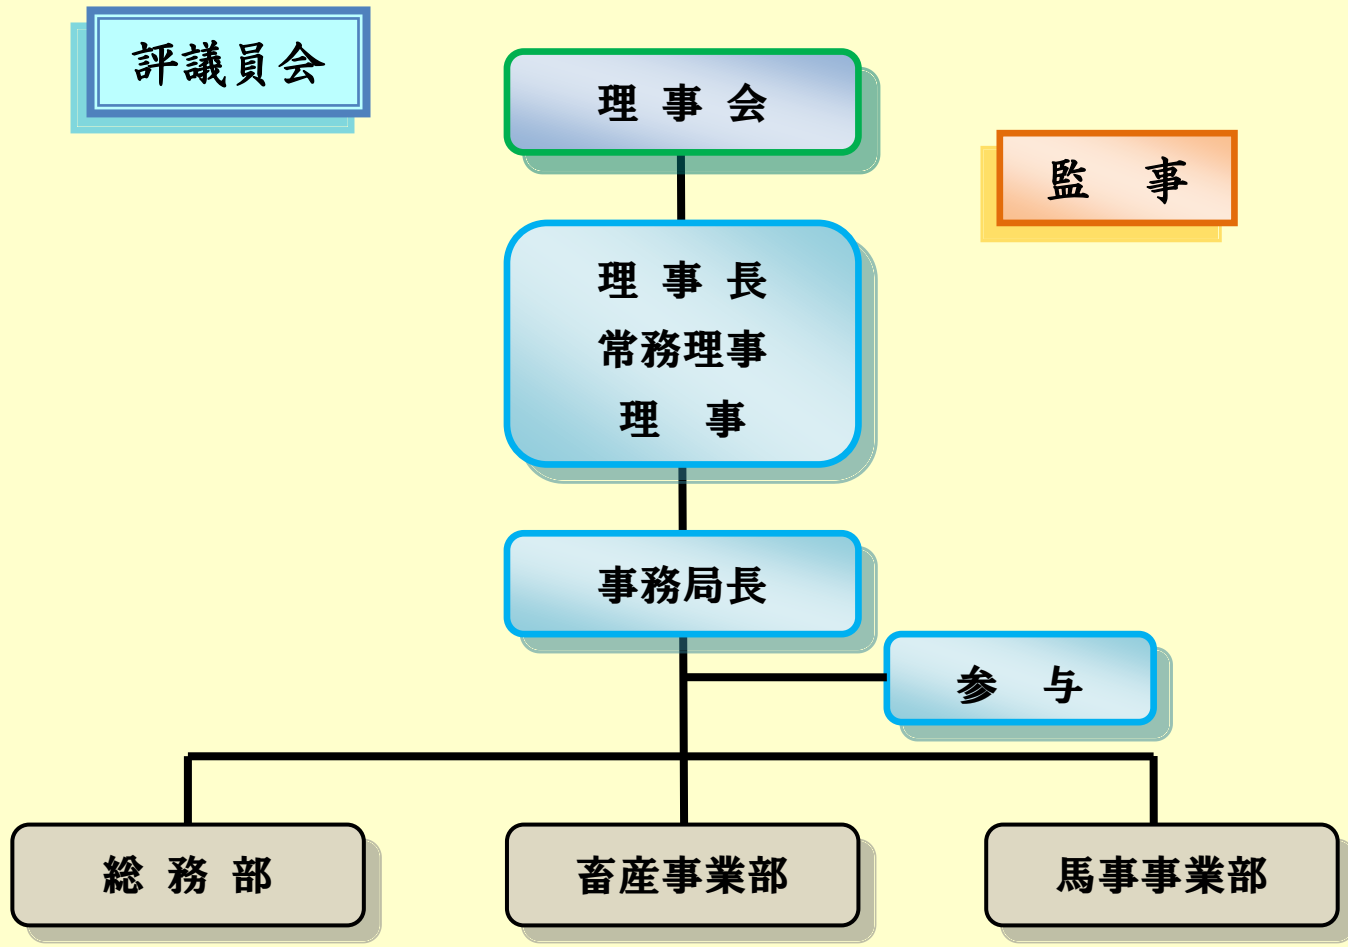 評議員会
理 事 会
監 事
理 事 長
常務理事
理 事
事務局長
参 与
総 務 部
畜産事業部
馬事事業部